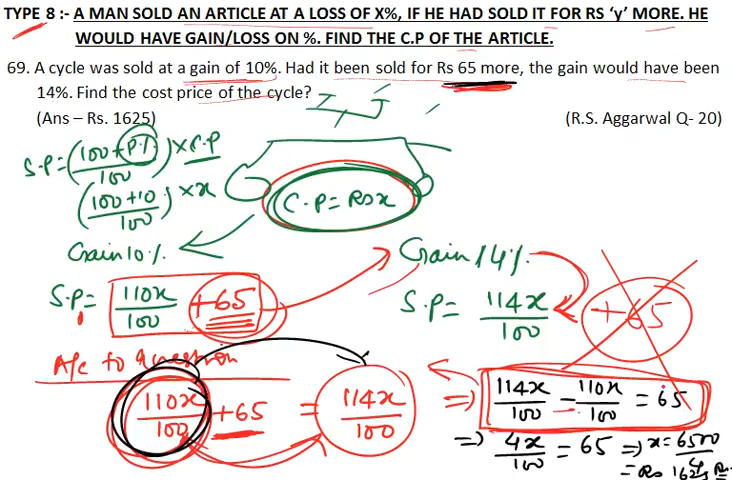 TYPE 8 :- A MAN SOLD AN ARTICLE AT A LOSS OF X%, IF HE HAD SOLD IT FOR RS ‘y’ MORE. HE
WOULD HAVE GAIN/LOSS ON %. FIND THE C.P OF THE ARTICLE.
69. A cycle was sold at a gain of 10%. Had it been sold for Rs 65 more, the gain would have been
14%. Find the cost price of the cycle?
(Ans – Rs. 1625) (R.S. Aggarwal Q- 20)
S.P = (100 + P%/100) × C.P
(100 + 10/100) × x
C.P = Rs x
Gain 10%
Gain 14%
S.P = 110x/100 + 65
S.P = 114x/100
+65
A/c to question
110x/100 + 65 = 114x/100
⇒ 114x/100 - 110x/100 = 65
⇒ 4x/100 = 65 ⇒ x = 6500/4
= Rs 1625